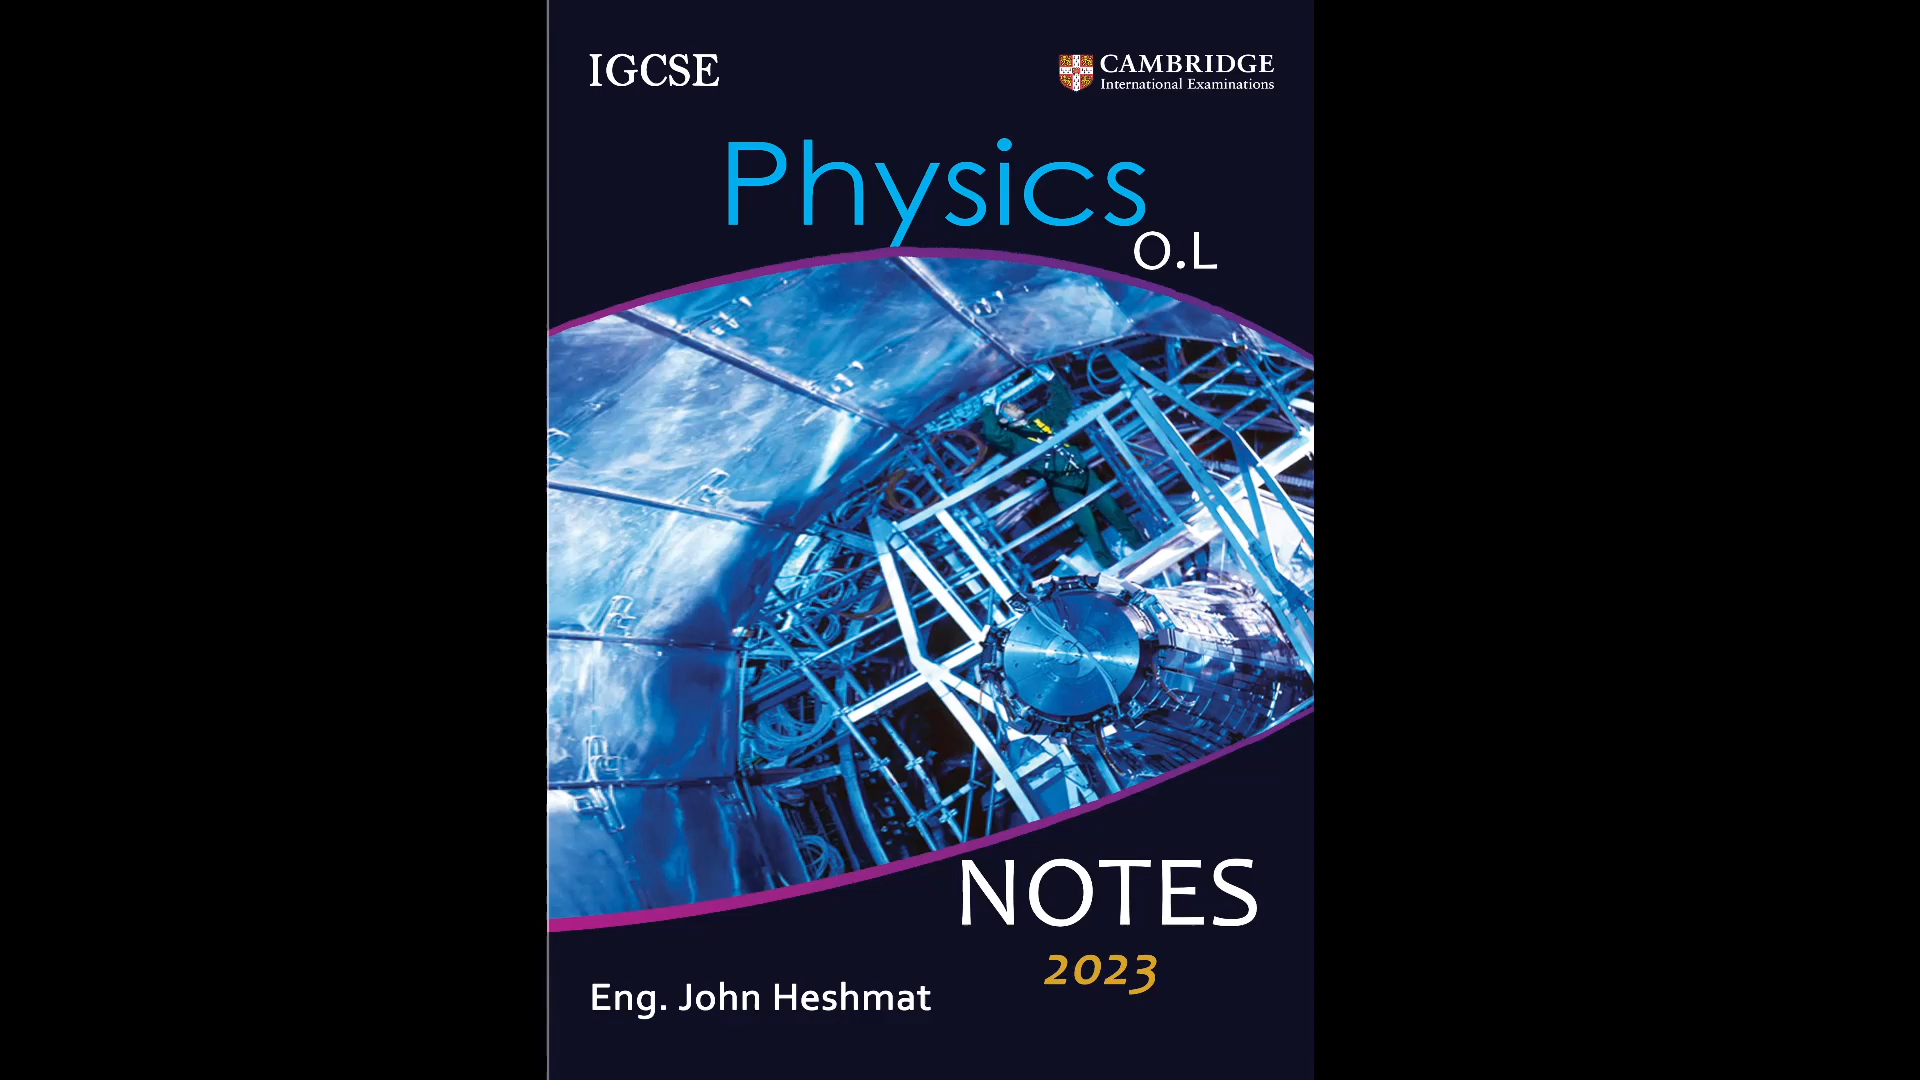 IGCSE
CAMBRIDGE
International Examinations
Physics
O.L
NOTES
2023
Eng. John Heshmat